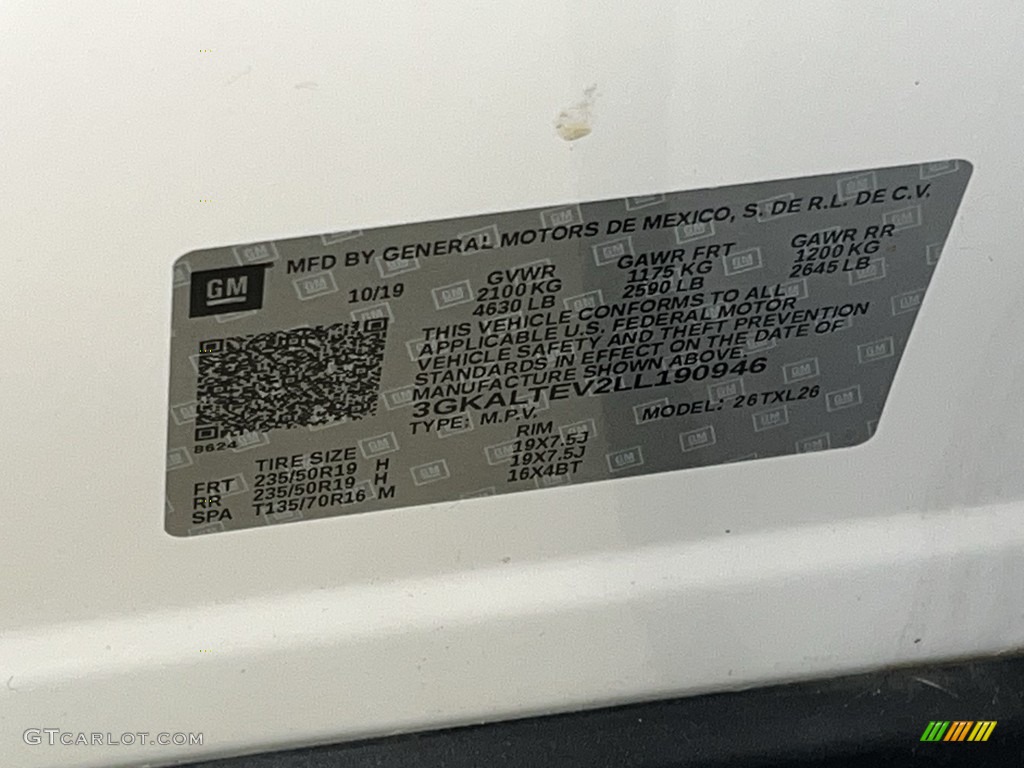 MFD BY GENERAL MOTORS DE MEXICO, S. DE R.L. DE C.V.
GM
10/19 GVWR GAWR FRT GAWR RR
2100 KG 1175 KG 1200 KG
4630 LB 2590 LB 2645 LB
THIS VEHICLE CONFORMS TO ALL
APPLICABLE U.S. FEDERAL MOTOR
VEHICLE SAFETY AND THEFT PREVENTION
STANDARDS IN EFFECT ON THE DATE OF
MANUFACTURE SHOWN ABOVE.
3GKALTEV2LL190946
TYPE: M.P.V. MODEL: 26TXL26
B624
TIRE SIZE RIM
FRT 235/50R19 H 19X7.5J
RR 235/50R19 H 19X7.5J
SPA T135/70R16 M 16X4BT
GTcarlot.com